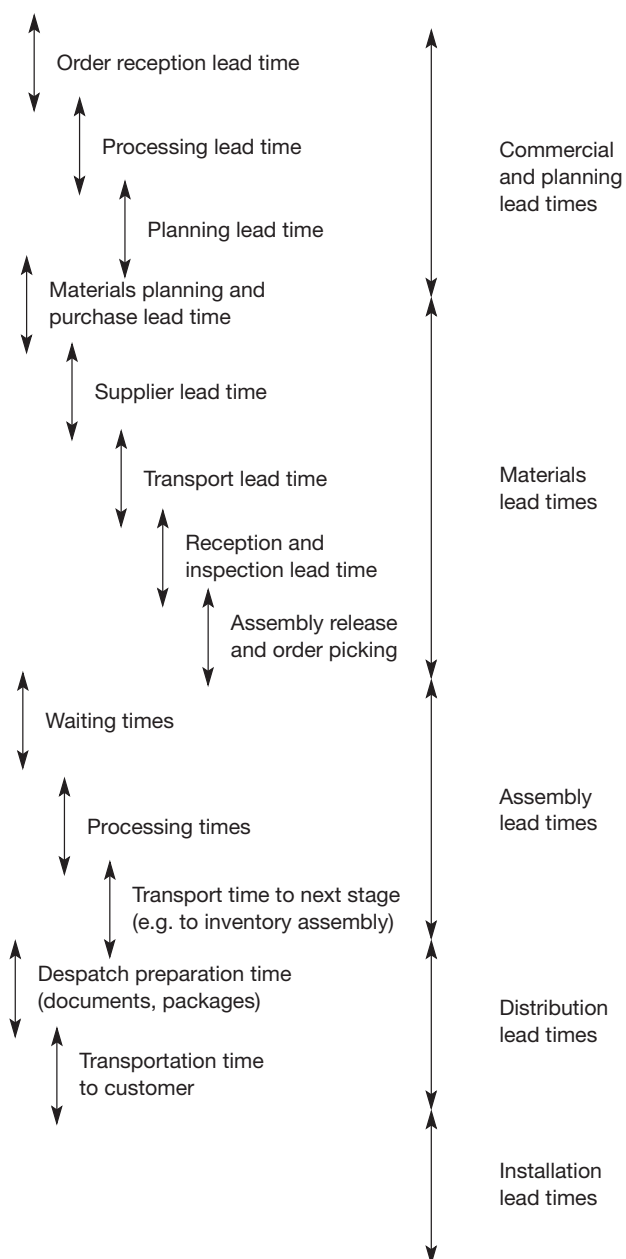 Order reception lead time
Processing lead time
Commercial
and planning
lead times
Planning lead time
Materials planning and
purchase lead time
Supplier lead time
Transport lead time
Materials
lead times
Reception and
inspection lead time
Assembly release
and order picking
Waiting times
Processing times
Assembly
lead times
Transport time to next stage
(e.g. to inventory assembly)
Despatch preparation time
(documents, packages)
Distribution
lead times
Transportation time
to customer
Installation
lead times